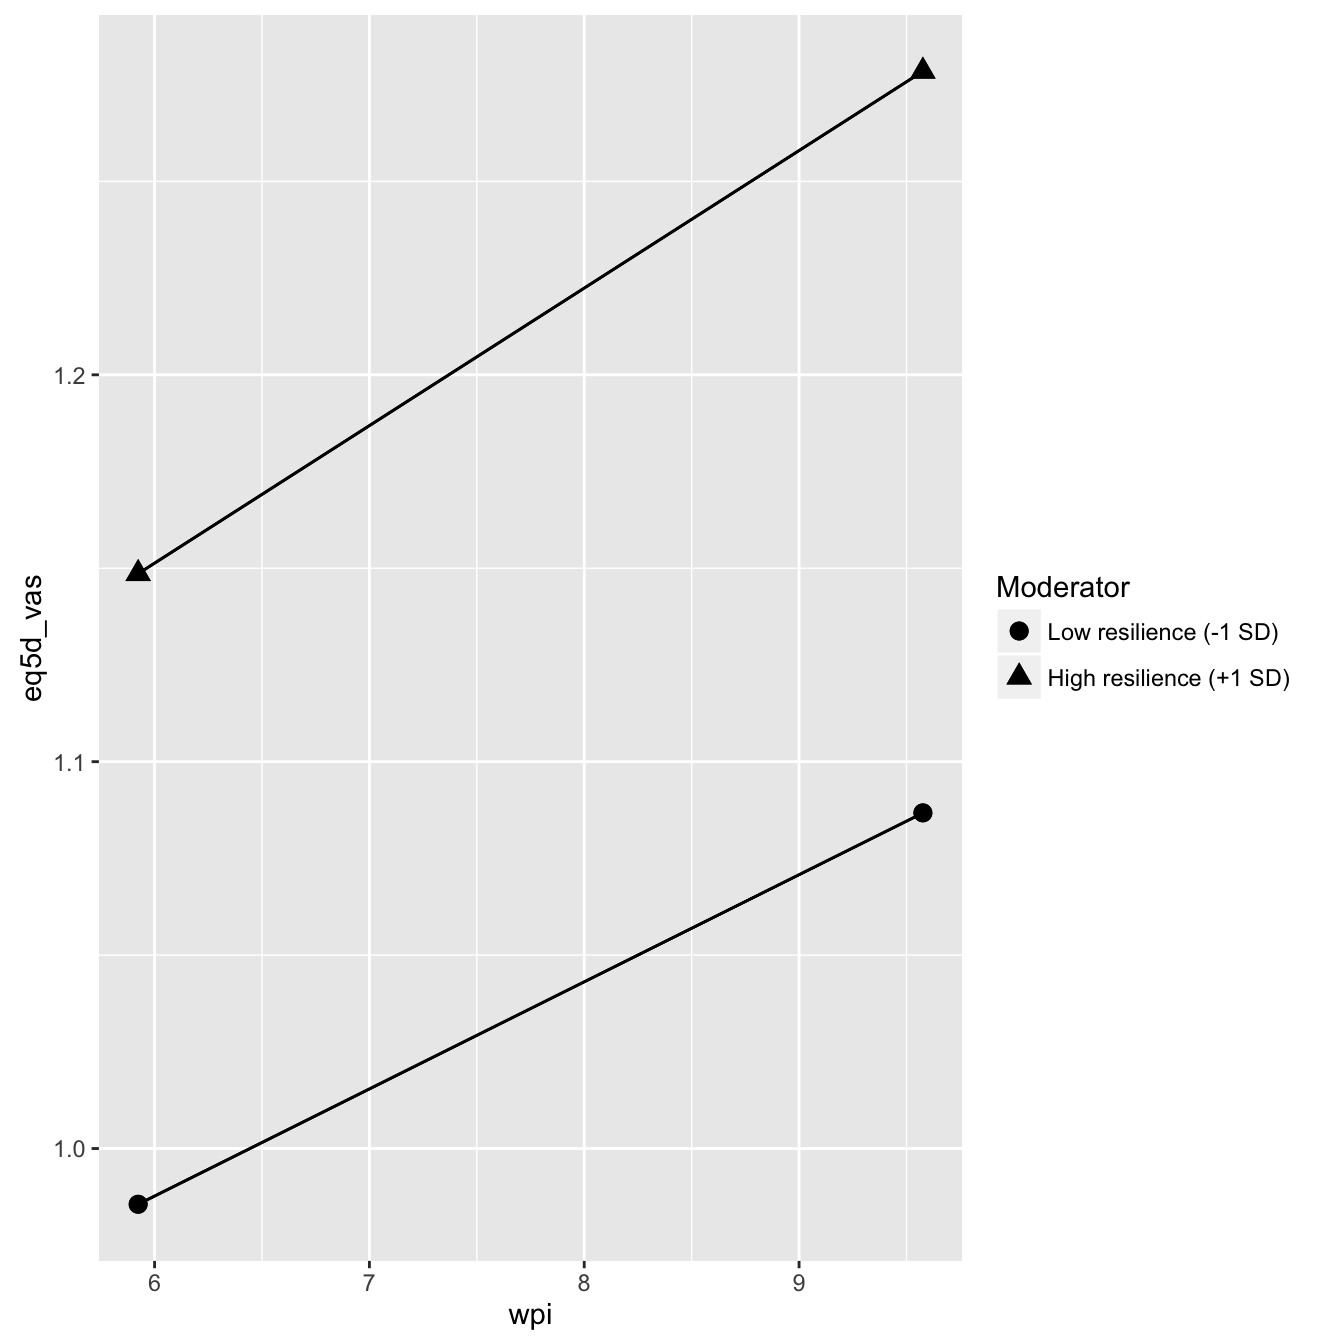 1.2
1.1
1.0
eq5d_vas
6 7 8 9
wpi
Moderator
Low resilience (-1 SD)
High resilience (+1 SD)